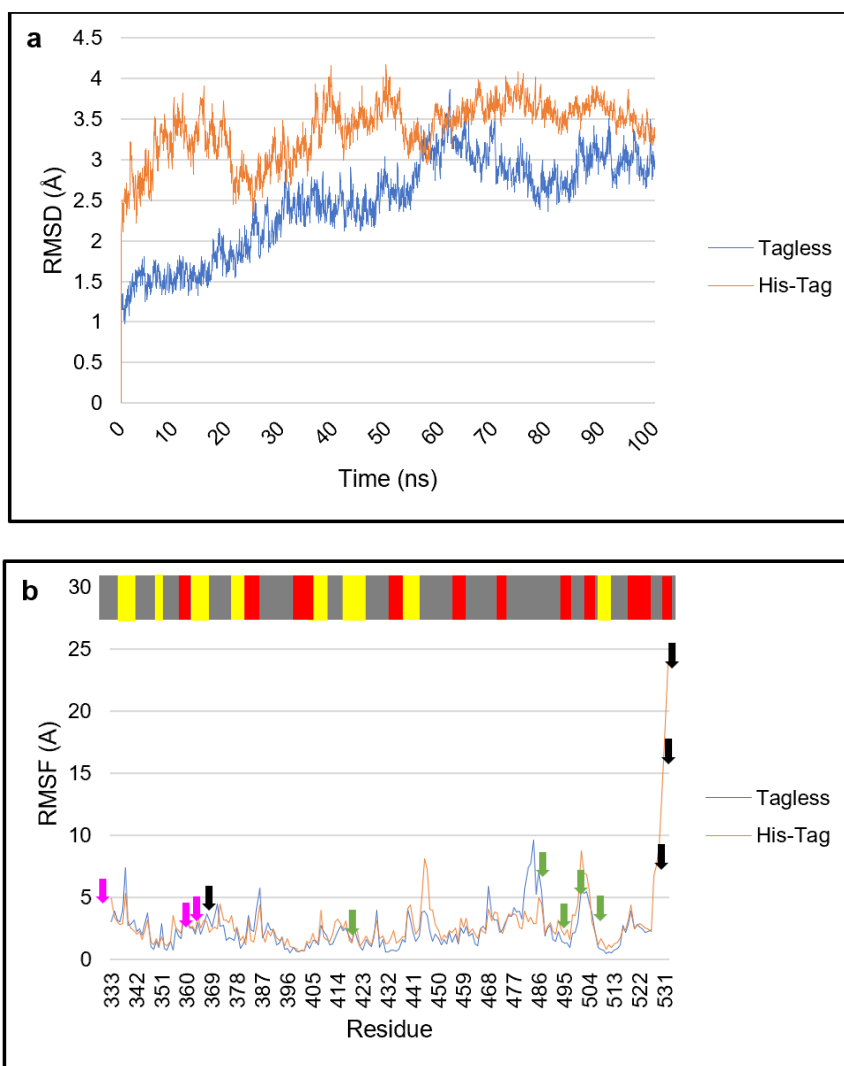 a
4.5
4
3.5
3
2.5
2
1.5
1
0.5
0
RMSD (Å)
0 10 20 30 40 50 60 70 80 90 100
Time (ns)
Tagless
His-Tag
b
30
25
20
15
10
5
0
RMSF (A)
333 342 351 360 369 378 387 396 405 414 423 432 441 450 459 468 477 486 495 504 513 522 531
Residue
Tagless
His-Tag